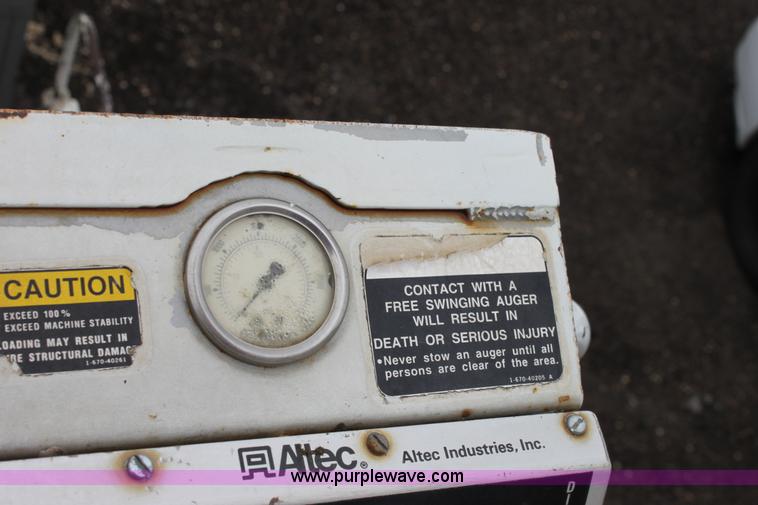 CAUTION
EXCEED 100%
EXCEED MACHINE STABILITY
OADING MAY RESULT IN
STRUCTURAL DAMAG
1-670-40261
CONTACT WITH A
FREE SWINGING AUGER
WILL RESULT IN
DEATH OR SERIOUS INJURY
•Never stow an auger until all
persons are clear of the area.
1-670-40205 A
Altec® Altec Industries, Inc.
www.purplewave.com